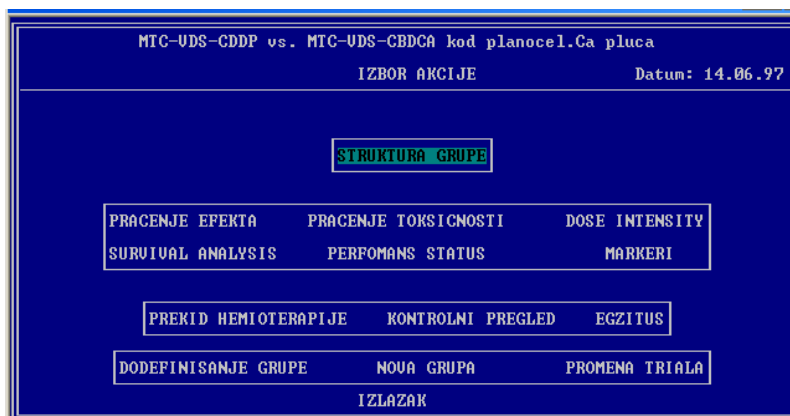 MTC-VDS-CDDP vs. MTC-VDS-CBDCA kod planocel.Ca pluca
IZBOR AKCIJE Datum: 14.06.97
STRUKTURA GRUPE
PRACENJE EFEKTA PRACENJE TOKSICNOSTI DOSE INTENSITY
SURVIVAL ANALYSIS PERFOMANS STATUS MARKERI
PREKID HEMIOTERAPIJE KONTROLNI PREGLED EGZITUS
DODEFINISANJE GRUPE NOVA GRUPA PROMENA TRIALA
IZLAZAK